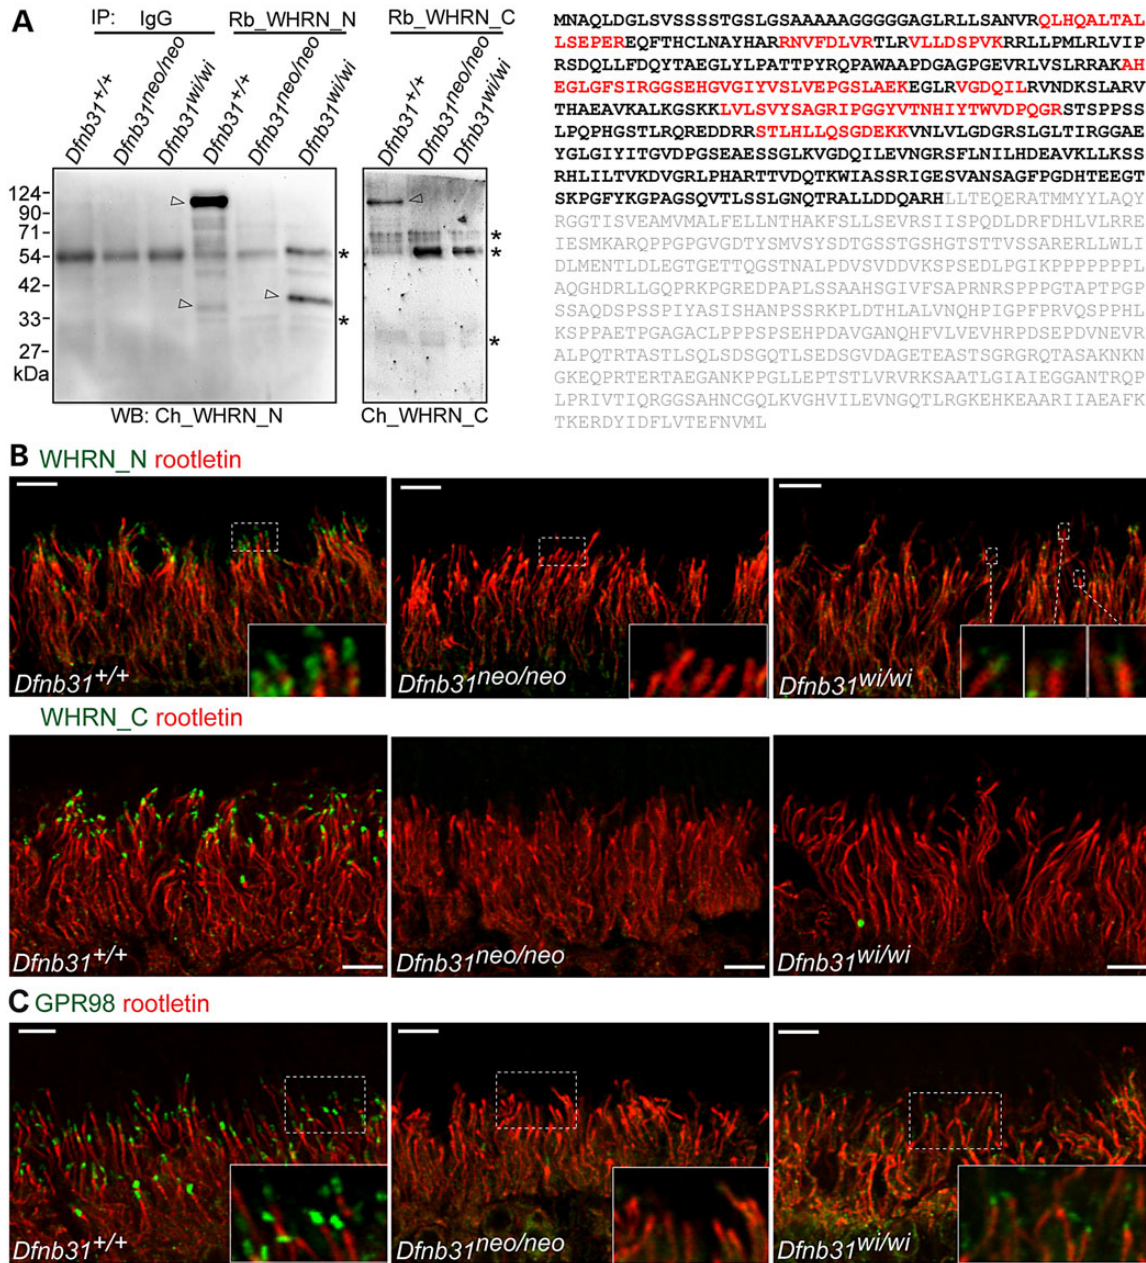 A
IP: IgG Rb_WHRN_N Rb_WHRN_C
Dfnb31+/+ Dfnb31neo/neo Dfnb31wi/wi Dfnb31+/+ Dfnb31neo/neo Dfnb31wi/wi Dfnb31+/+ Dfnb31neo/neo Dfnb31wi/wi
124-
90-
71-
54-
42-
33-
27-
kDa
*
*
*
*
*
WB: Ch_WHRN_N Ch_WHRN_C
MNAQLDGLSVSSSSTGSLGSAAAAAGGGGGAGLRLLSANVRQLHQALTAL
LSEPEREQFTHCLNAYHARRNVFDLVRTLRVLLDSPVKRRLLPMLRLVIP
RSDQLLFDQYTAEGLYLPATTPYRQPAWAAPDGAGPGEVRLVSLRRAKAH
EGLGFSIRGGSEHGVGIYVSLVEPGSLAEKEGLRVGDQILRVNDKSLARV
THAEAVKALKGSKKLVLSVYSAGRIPGGYVTNHIYTWVDPQGRSTSPPSS
LPQPHGSTLRQREDDRRSTLHLLQSGDEKKVNLVLGDGRSLGLTIRGGAE
YGLGIYITGVDPGSEAESSGLKVGDQILEVNGRSFLNILHDEAVKLLKSS
RHLILTVKDVGRLPHARTTVDQTKWIASSRIGESVANSAGFPGDHTEEGT
SKPGFYKGPAGSQVTLSSLGNQTRALLDDQARHLLTEQERATMMYYLAQY
RGGTISVEAMVMALFELLNTHAKFSLLSEVRSIISPQDLDRFDHLVLRRE
IESMKARQPPGPGVGDTYSMVSYSDTGSSTGSHGTSTTVSSARERLLWLI
DLMENTLDLEGTGETTQGSTNALPDVSVDDVKSPSEDLPGIKPPPPPPPL
AQGHDRLLGQPRKPGREDPAPLSSAAHSGIVFSAPRNRSPPPGTAPTPGP
SSAQDSPSSPIYASISHANPSSRKPLDTHLALVNQHPIGPFPRVQSPPHL
KSPPAETPGAGACLPPPSPSEHPDAVGANQHFVLVEVHRPDSEPDVNEVR
ALPQTRTASTLSQLSDSGQTLSEDSGVDAGETEASTSGRGRQTASAKNKN
GKEQPRTERTAEGANKPPGLLEPTSTLVRVRKSAATLGIAIEGGANTRQP
LPRIVTIQRGGSAHNCGQLKVGHVILEVNGQTLRGKEHKEAARIIAEAFK
TKERDYIDFLVTEFNVML
B WHRN_N rootletin
Dfnb31+/+ Dfnb31neo/neo Dfnb31wi/wi
WHRN_C rootletin
Dfnb31+/+ Dfnb31neo/neo Dfnb31wi/wi
C GPR98 rootletin
Dfnb31+/+ Dfnb31neo/neo Dfnb31wi/wi